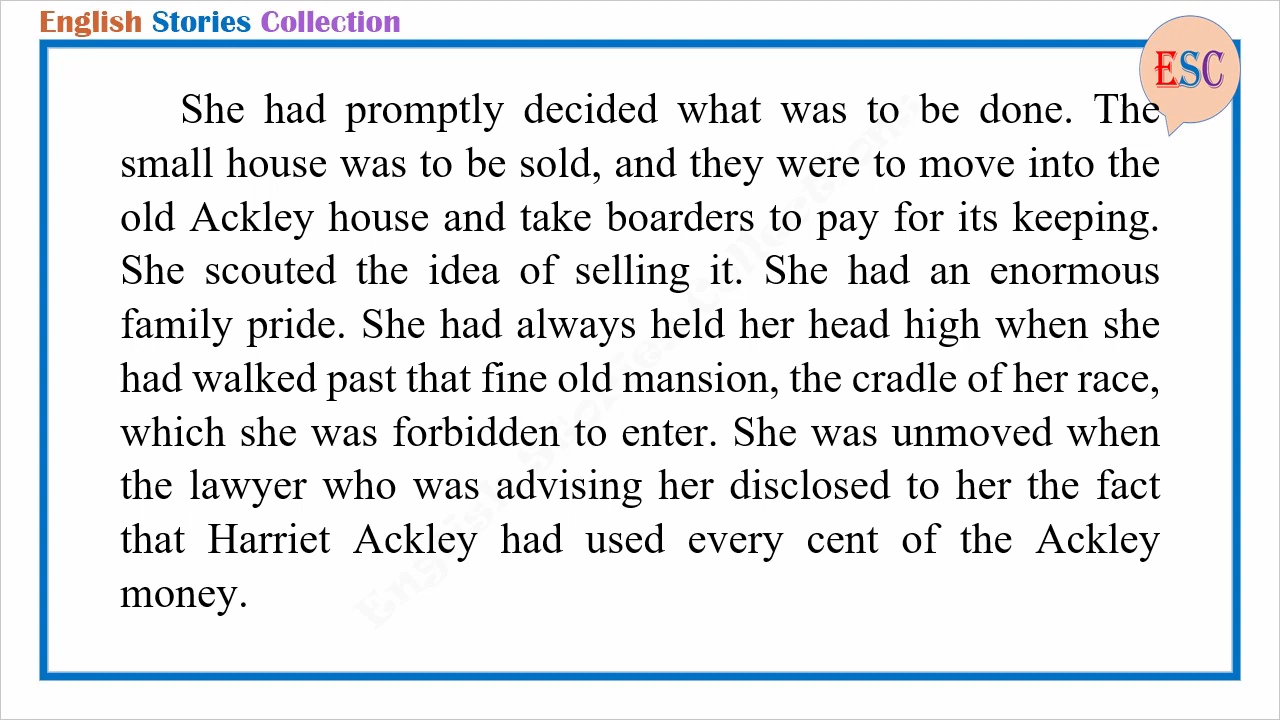 English Stories Collection
ESC
She had promptly decided what was to be done. The
small house was to be sold, and they were to move into the
old Ackley house and take boarders to pay for its keeping.
She scouted the idea of selling it. She had an enormous
family pride. She had always held her head high when she
had walked past that fine old mansion, the cradle of her race,
which she was forbidden to enter. She was unmoved when
the lawyer who was advising her disclosed to her the fact
that Harriet Ackley had used every cent of the Ackley
money.
English Stories Collection